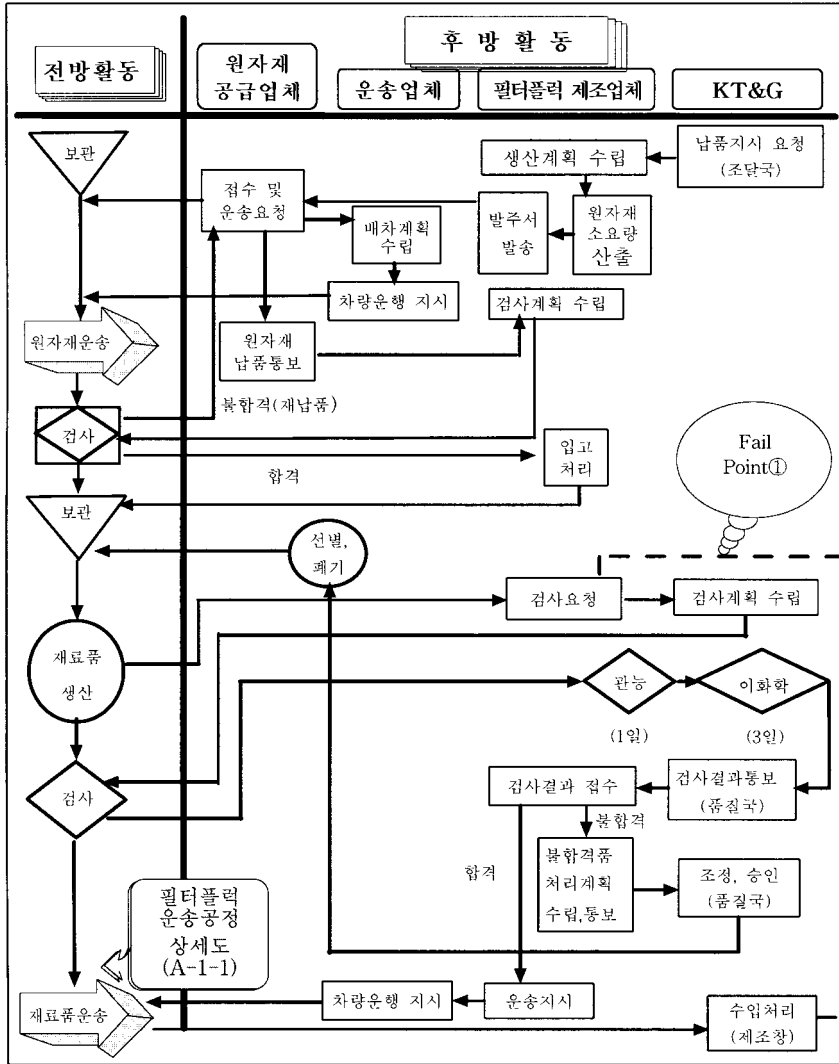 전방활동
후 방 활 동
원자재
공급업체
운송업체
필터플럭 제조업체
KT&G
보관
접수 및
운송요청
배차계획
수립
생산계획 수립
납품지시 요청
(조달국)
발주서
발송
원자재
소요량
산출
차량운행 지시
검사계획 수립
원자재운송
원자재
납품통보
불합격(재납품)
검사
합격
입고
처리
Fail
Point①
보관
선별,
폐기
검사요청
검사계획 수립
재료품
생산
관능
이화학
(1일)
(3일)
검사
검사결과 접수
검사결과통보
(품질국)
불합격
합격
불합격품
처리계획
수립,통보
조정, 승인
(품질국)
필터플럭
운송공정
상세도
(A-1-1)
재료품운송
차량운행 지시
운송지시
수입처리
(제조창)